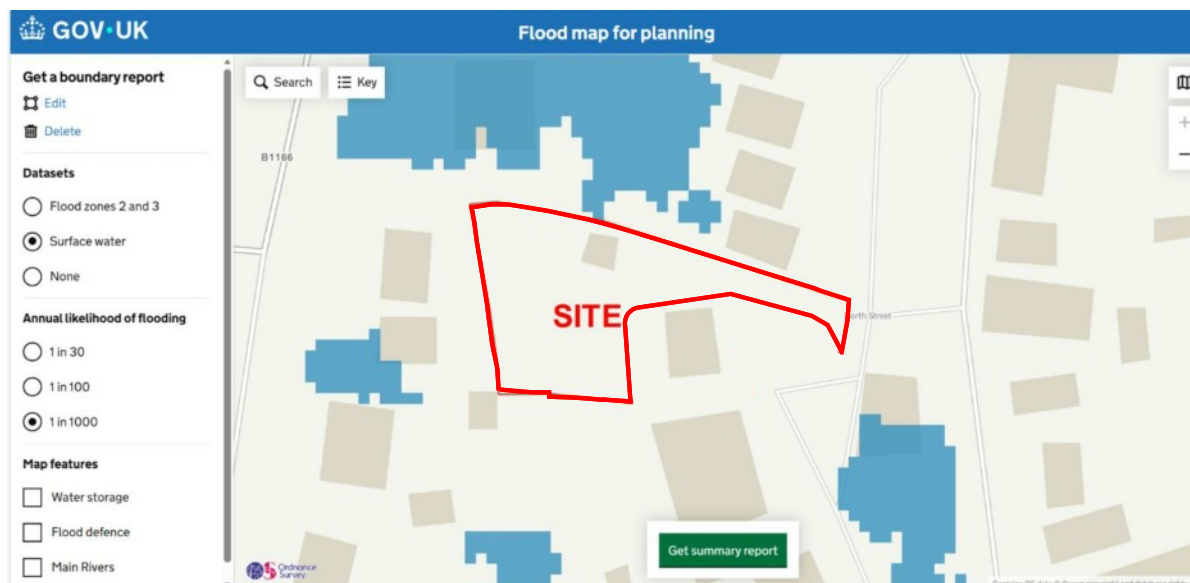 GOV·UK
Flood map for planning
Get a boundary report
Edit
Delete
Datasets
Flood zones 2 and 3
Surface water
None
Annual likelihood of flooding
1 in 30
1 in 100
1 in 1000
Map features
Water storage
Flood defence
Main Rivers
Search
Key
B1166
SITE
North Street
Get summary report
Ordnance
Survey